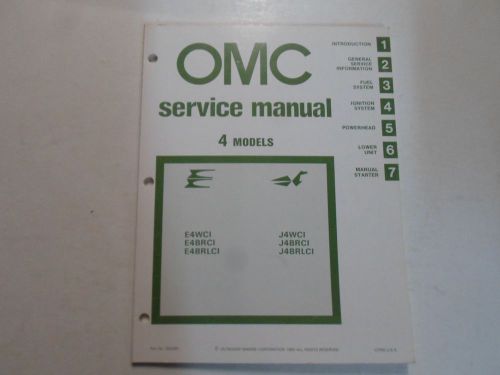 OMC
service manual
4 MODELS
E4WCI
E4BRCI
E4BRLCI
J4WCI
J4BRCI
J4BRLCI
INTRODUCTION 1
GENERAL
SERVICE
INFORMATION 2
FUEL
SYSTEM 3
IGNITION
SYSTEM 4
POWERHEAD 5
LOWER
UNIT 6
MANUAL
STARTER 7